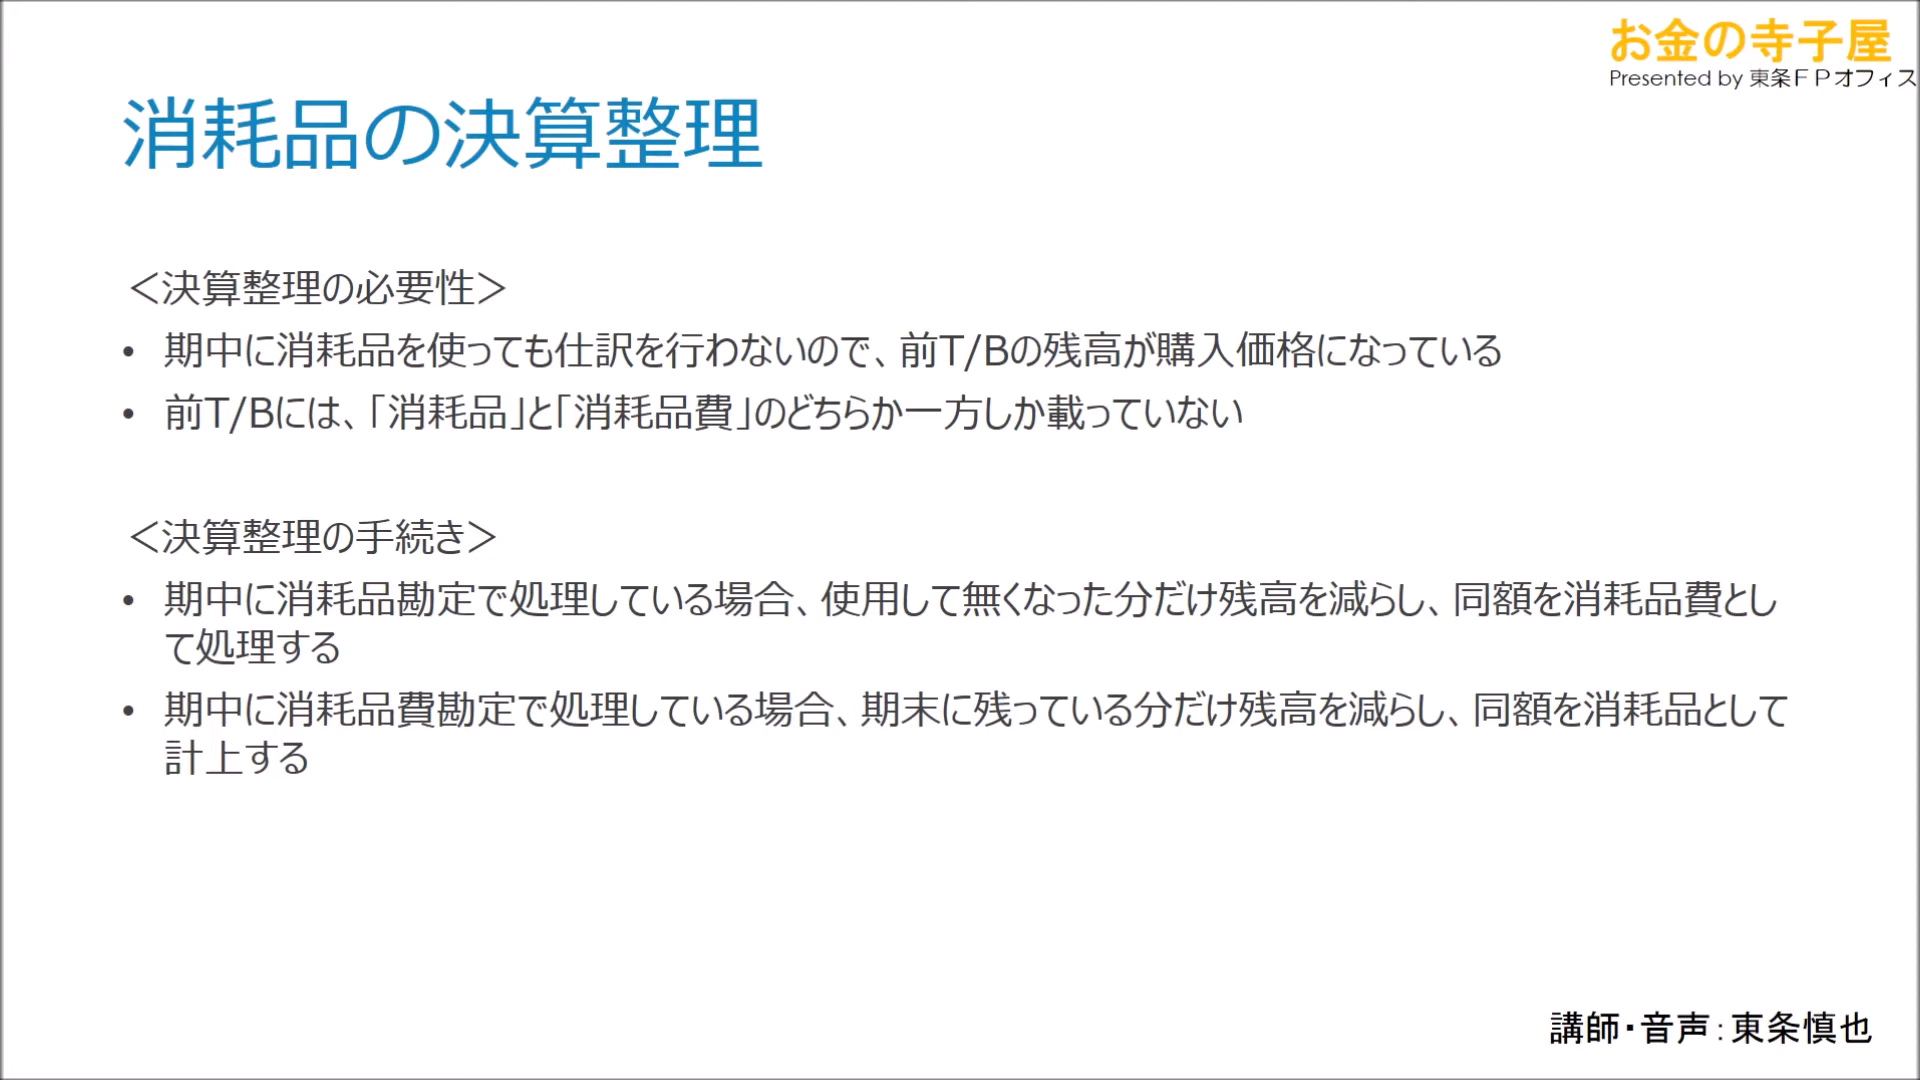 お金の寺子屋
Presented by 東条ＦＰオフィス
消耗品の決算整理
＜決算整理の必要性＞
• 期中に消耗品を使っても仕訳を行わないので、前T/Bの残高が購入価格になっている
• 前T/Bには、「消耗品」と「消耗品費」のどちらか一方しか載っていない
＜決算整理の手続き＞
• 期中に消耗品勘定で処理している場合、使用して無くなった分だけ残高を減らし、同額を消耗品費とし
て処理する
• 期中に消耗品費勘定で処理している場合、期末に残っている分だけ残高を減らし、同額を消耗品として
計上する
講師・音声：東条慎也